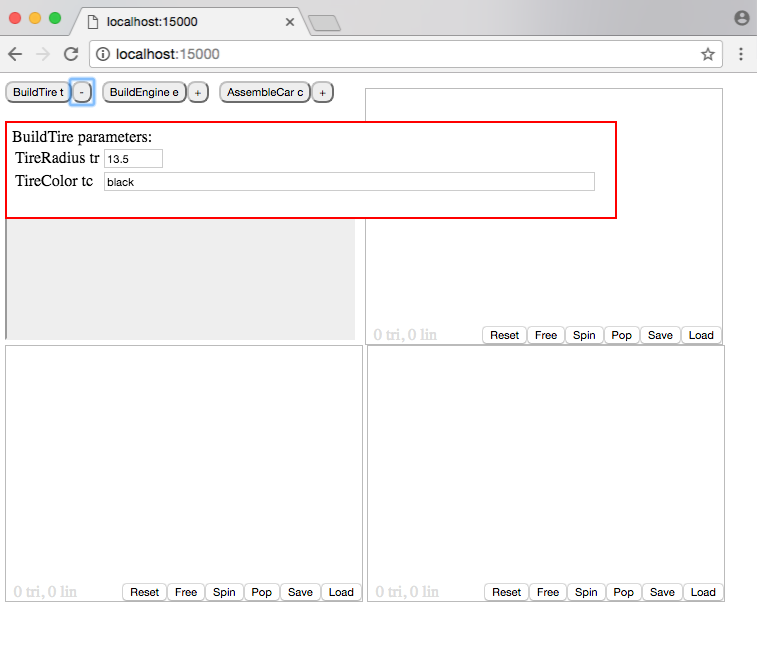 localhost:15000
localhost:15000
BuildTire t - BuildEngine e + AssembleCar c +
BuildTire parameters:
TireRadius tr 13.5
TireColor tc black
0 tri, 0 lin Reset Free Spin Pop Save Load
0 tri, 0 lin Reset Free Spin Pop Save Load
0 tri, 0 lin Reset Free Spin Pop Save Load